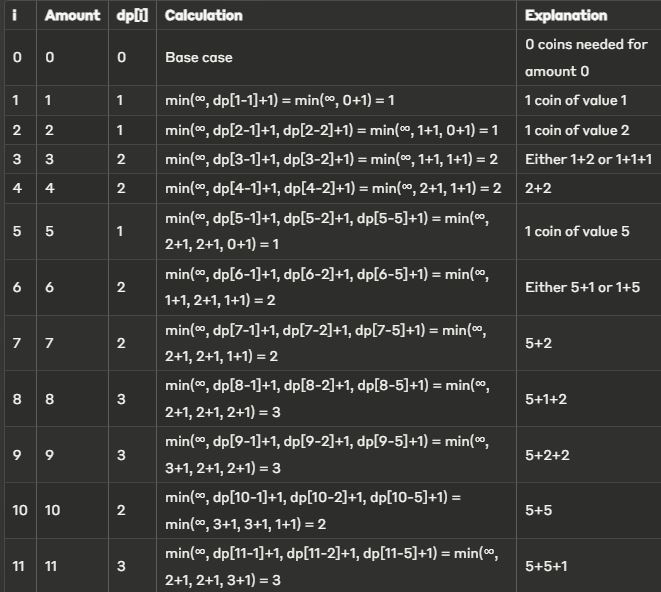 i Amount dp[i] Calculation Explanation
0 0 0 Base case 0 coins needed for
amount 0
1 1 1 min(∞, dp[1-1]+1) = min(∞, 0+1) = 1 1 coin of value 1
2 2 1 min(∞, dp[2-1]+1, dp[2-2]+1) = min(∞, 1+1, 0+1) = 1 1 coin of value 2
3 3 2 min(∞, dp[3-1]+1, dp[3-2]+1) = min(∞, 1+1, 1+1) = 2 Either 1+2 or 1+1+1
4 4 2 min(∞, dp[4-1]+1, dp[4-2]+1) = min(∞, 2+1, 1+1) = 2 2+2
5 5 1 min(∞, dp[5-1]+1, dp[5-2]+1, dp[5-5]+1) = min(∞,
2+1, 2+1, 0+1) = 1 1 coin of value 5
6 6 2 min(∞, dp[6-1]+1, dp[6-2]+1, dp[6-5]+1) = min(∞,
1+1, 2+1, 1+1) = 2 Either 5+1 or 1+5
7 7 2 min(∞, dp[7-1]+1, dp[7-2]+1, dp[7-5]+1) = min(∞,
2+1, 2+1, 1+1) = 2 5+2
8 8 3 min(∞, dp[8-1]+1, dp[8-2]+1, dp[8-5]+1) = min(∞,
2+1, 2+1, 2+1) = 3 5+1+2
9 9 3 min(∞, dp[9-1]+1, dp[9-2]+1, dp[9-5]+1) = min(∞,
3+1, 2+1, 2+1) = 3 5+2+2
10 10 2 min(∞, dp[10-1]+1, dp[10-2]+1, dp[10-5]+1) =
min(∞, 3+1, 3+1, 1+1) = 2 5+5
11 11 3 min(∞, dp[11-1]+1, dp[11-2]+1, dp[11-5]+1) = min(∞,
2+1, 2+1, 3+1) = 3 5+5+1